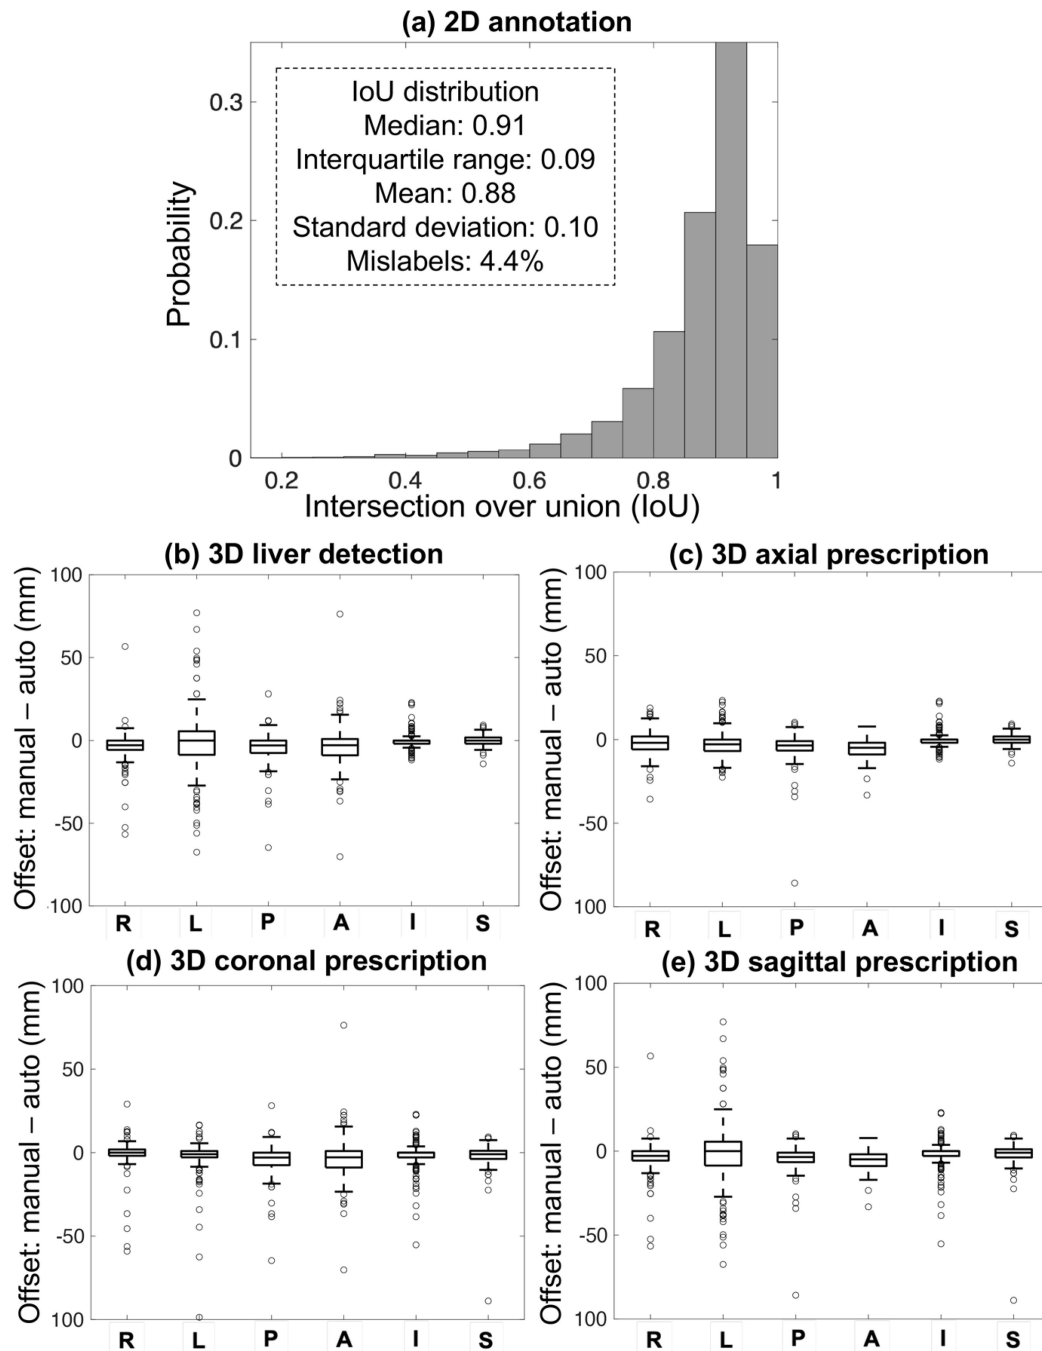 (a) 2D annotation
Probability
0.3
0.2
0.1
0
IoU distribution
Median: 0.91
Interquartile range: 0.09
Mean: 0.88
Standard deviation: 0.10
Mislabels: 4.4%
0.2 0.4 0.6 0.8 1
Intersection over union (IoU)
(b) 3D liver detection
Offset: manual – auto (mm)
100
50
0
-50
100
R L P A I S
(c) 3D axial prescription
Offset: manual – auto (mm)
100
50
0
-50
100
R L P A I S
(d) 3D coronal prescription
Offset: manual – auto (mm)
100
50
0
-50
100
R L P A I S
(e) 3D sagittal prescription
Offset: manual – auto (mm)
100
50
0
-50
100
R L P A I S